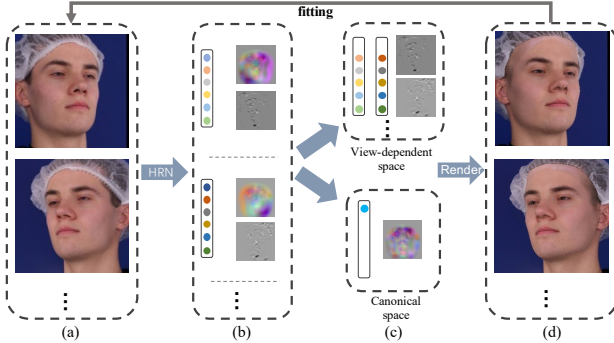 fitting
HRN
View-dependent
space
Render
Canonical
space
(a)
(b)
(c)
(d)